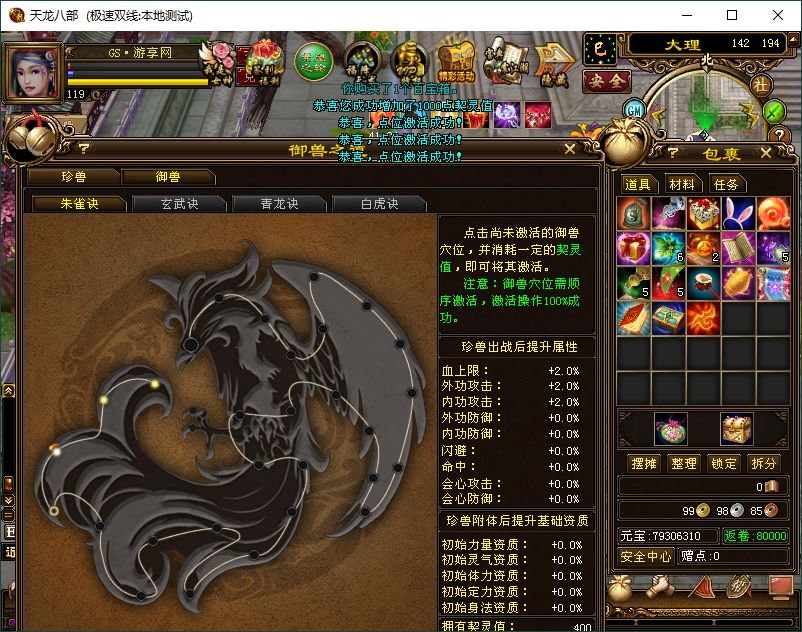 天龙八部 (极速双线:本地测试)
GS·游享网
119
精彩活动
大理 142 194
北
安全
社
GM
你购买了1个百宝箱。
恭喜您成功增加了1000点契灵值
恭喜，点位激活成功！
恭喜，点位激活成功！
恭喜，点位激活成功！
珍兽
御兽
朱雀诀
玄武诀
青龙诀
白虎诀
点击尚未激活的御兽
穴位，并消耗一定的契灵
值，即可将其激活。
注意：御兽穴位需顺
序激活，激活操作100%成
功。
珍兽出战后提升属性
血上限： +2.0%
外功攻击： +2.0%
内功攻击： +2.0%
外功防御： +0.0%
内功防御： +0.0%
闪避： +0.0%
命中： +0.0%
会心攻击： +0.0%
会心防御： +0.0%
珍兽附体后提升基础资质
初始力量资质： +0.0%
初始灵气资质： +0.0%
初始体力资质： +0.0%
初始定力资质： +0.0%
初始身法资质： +0.0%
拥有契灵值： 400
? 包裹
道具
材料
任务
6
2
5
5
5
摆摊
整理
锁定
拆分
0
99 98 85
元宝:79306310
返卷:80000
安全中心
赠点:0